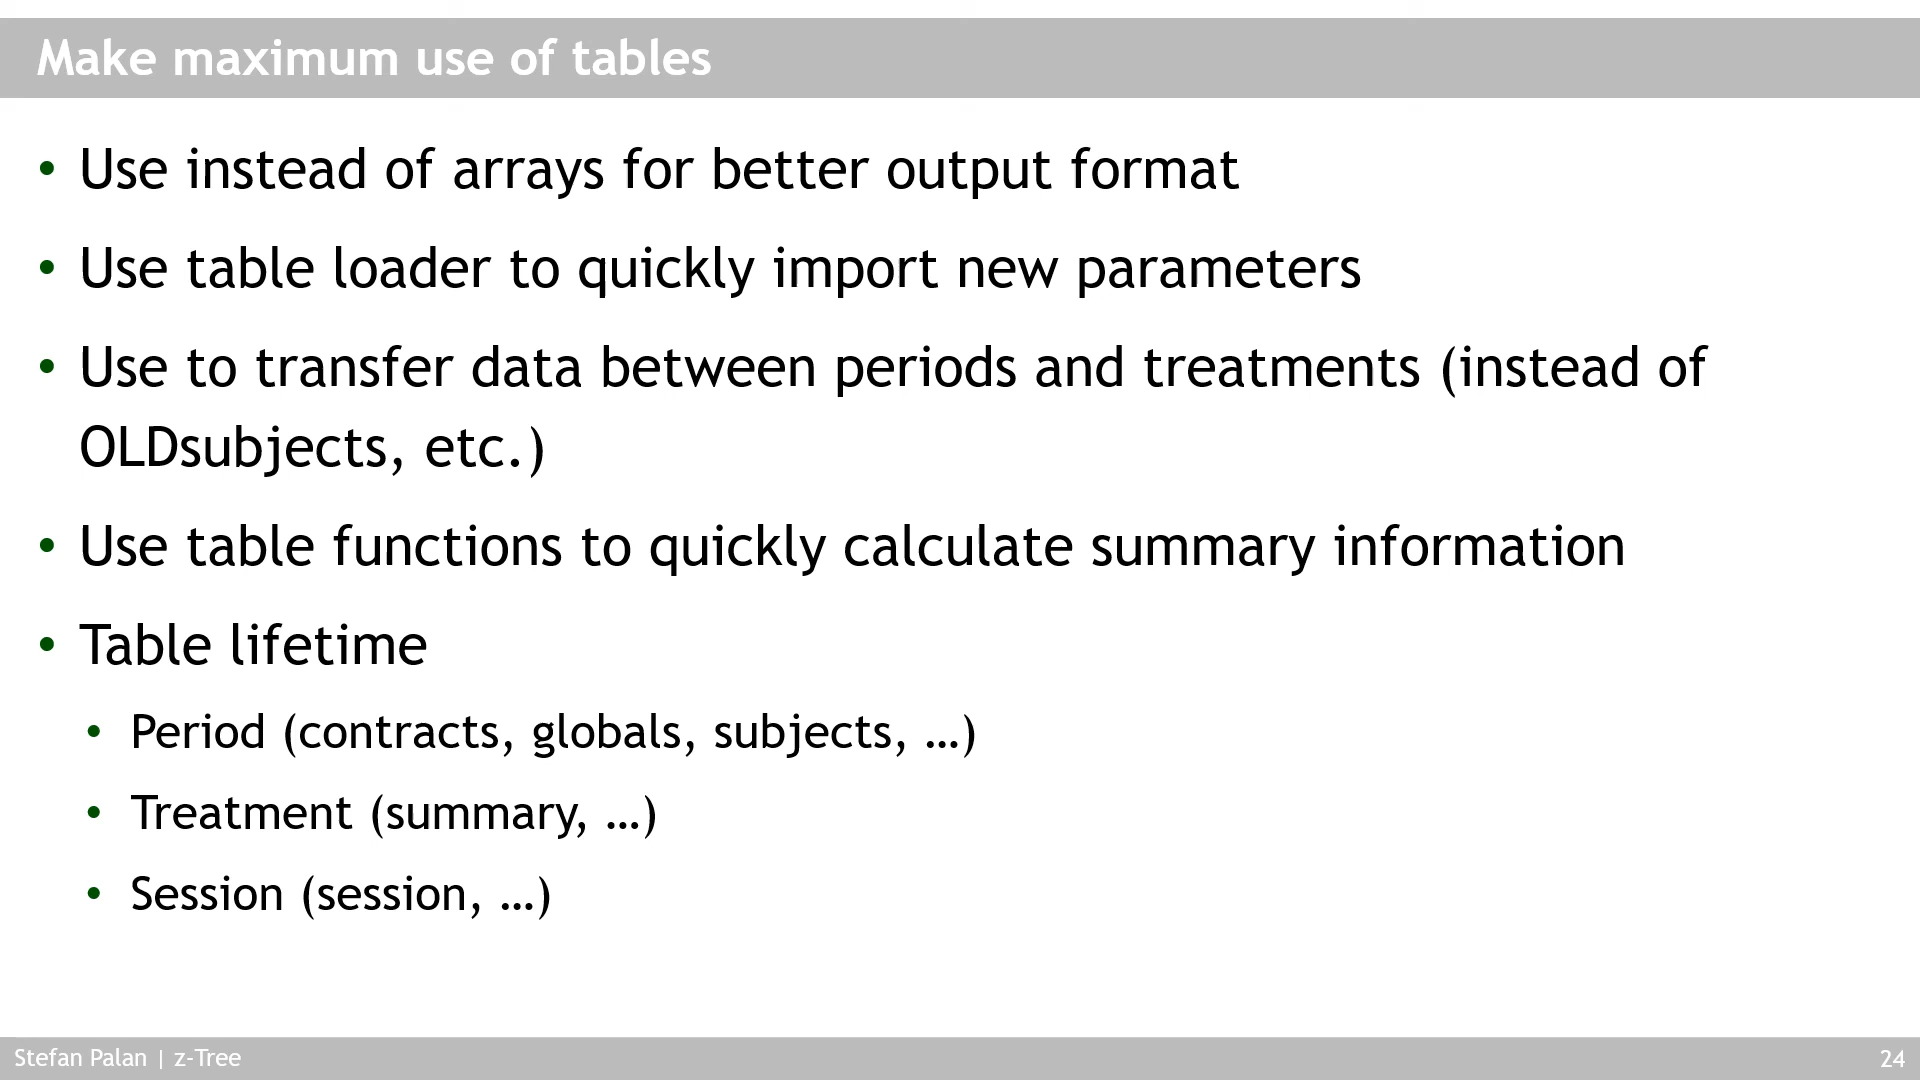 Make maximum use of tables
• Use instead of arrays for better output format
• Use table loader to quickly import new parameters
• Use to transfer data between periods and treatments (instead of
OLDsubjects, etc.)
• Use table functions to quickly calculate summary information
• Table lifetime
• Period (contracts, globals, subjects, …)
• Treatment (summary, …)
• Session (session, …)
Stefan Palan | z-Tree
24